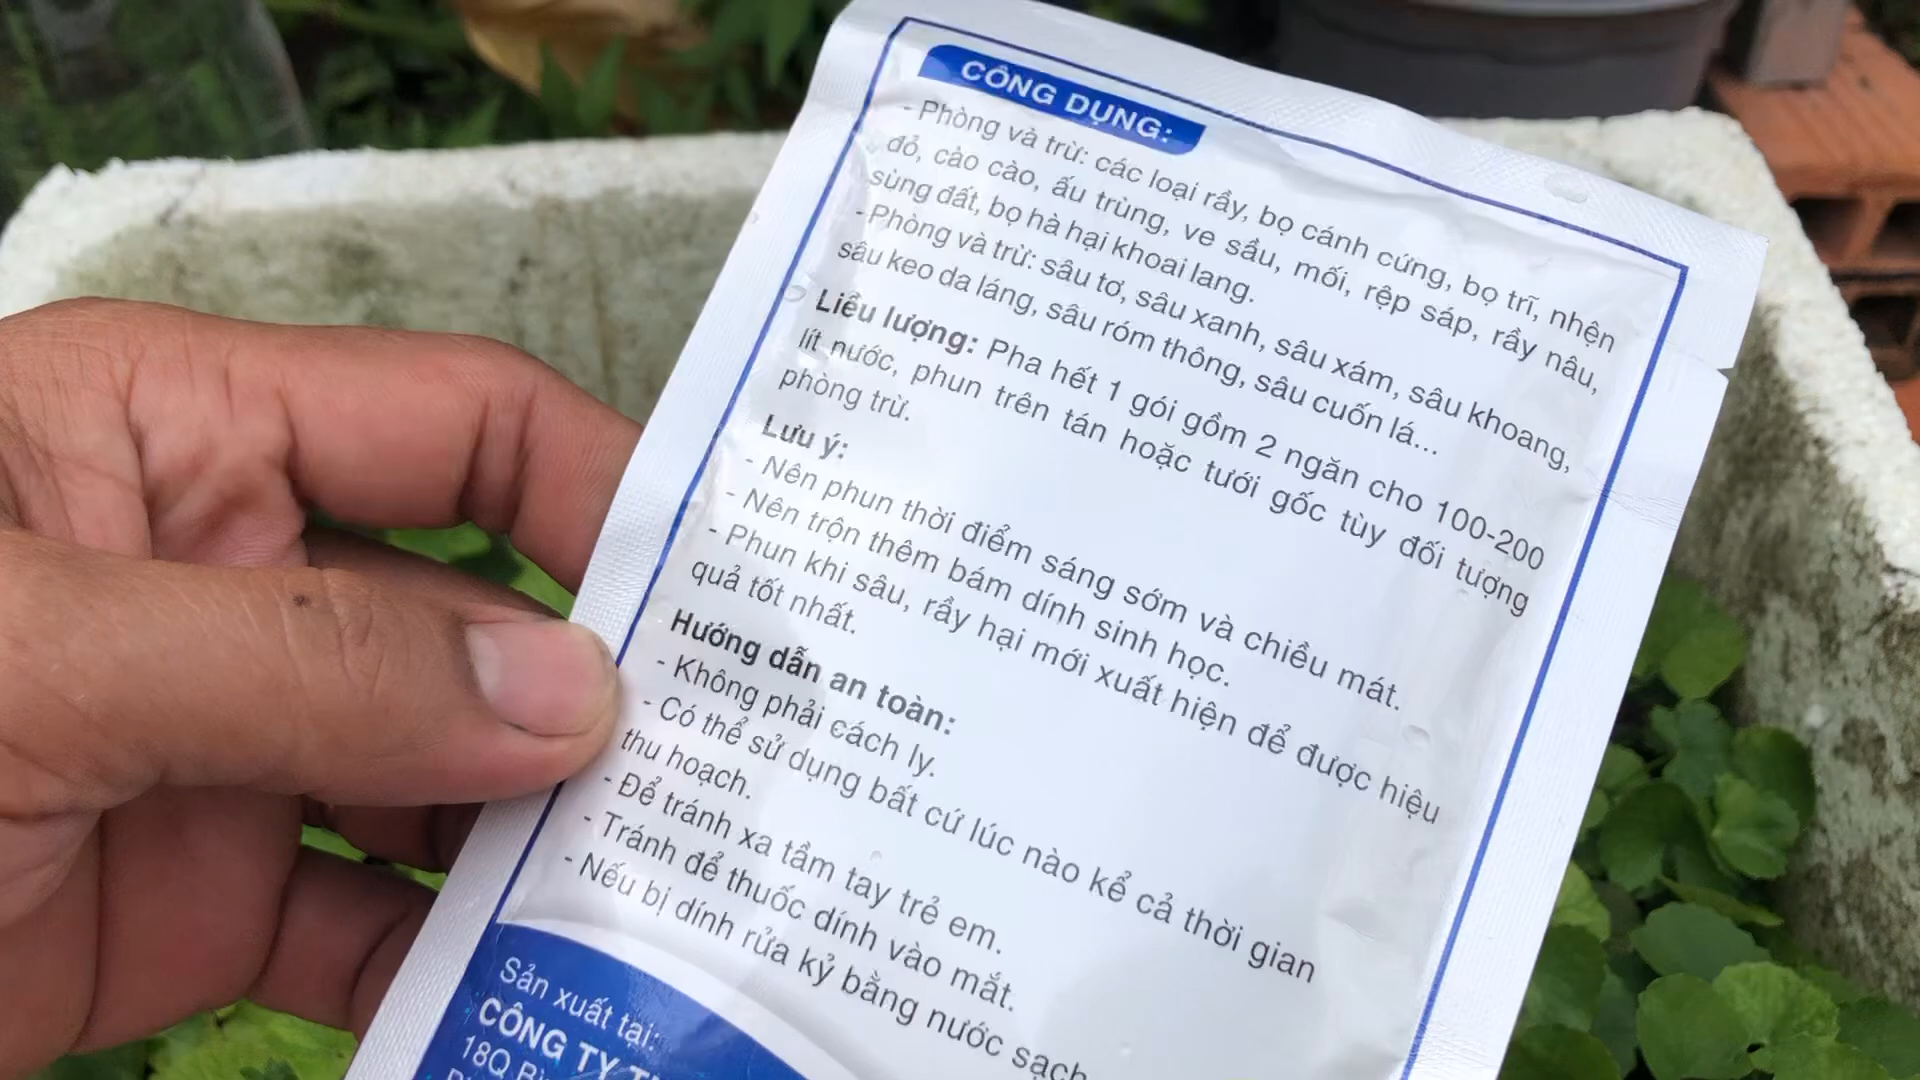 CÔNG DỤNG:
- Phòng và trừ: các loại rầy, bọ cánh cứng, bọ trĩ, nhện
đỏ, cào cào, ấu trùng, ve sầu, mối, rệp sáp, rầy nâu,
sùng đất, bọ hà hại khoai lang.
- Phòng và trừ: sâu tơ, sâu xanh, sâu xám, sâu khoang,
sâu keo da láng, sâu róm thông, sâu cuốn lá...
Liều lượng: Pha hết 1 gói gồm 2 ngăn cho 100-200
lít nước, phun trên tán hoặc tưới gốc tùy đối tượng
phòng trừ.
Lưu ý:
- Nên phun thời điểm sáng sớm và chiều mát.
- Nên trộn thêm bám dính sinh học.
- Phun khi sâu, rầy hại mới xuất hiện để được hiệu
quả tốt nhất.
Hướng dẫn an toàn:
- Không phải cách ly.
- Có thể sử dụng bất cứ lúc nào kể cả thời gian
thu hoạch.
- Để tránh xa tầm tay trẻ em.
- Tránh để thuốc dính vào mắt.
- Nếu bị dính rửa kỷ bằng nước sạch
Sản xuất tại:
CÔNG TY
18Q